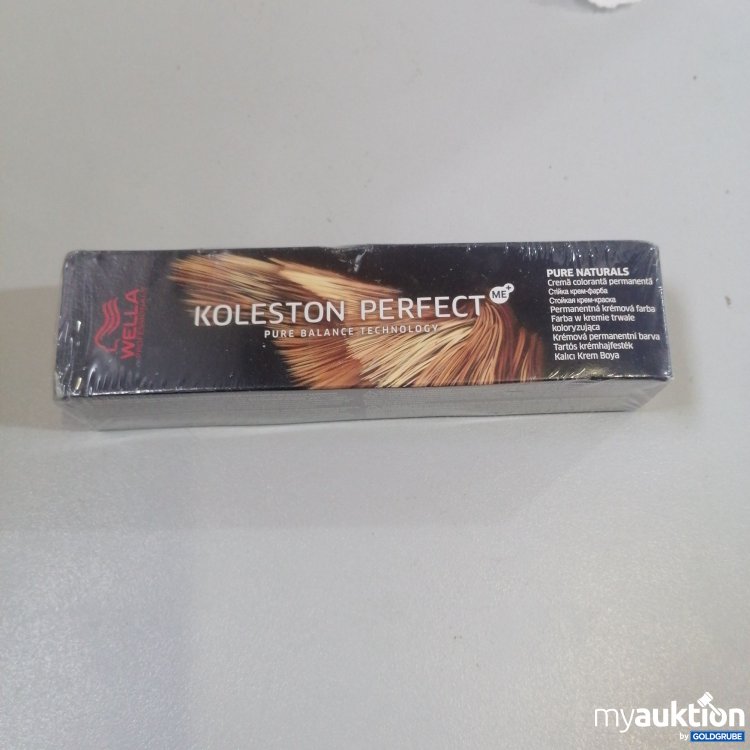 WELLA
KOLESTON PERFECT ME+
PURE BALANCE TECHNOLOGY
PURE NATURALS
Cremă colorantă permanentă
Стійка крем-фарба
Стойкая крем-краска
Permanentná krémová farba
Farba w kremie trwale
koloryzująca
Krémová permanentní barva
Tartós krémhajfesték
Kalıcı Krem Boya
myauktion
by GOLDGRUBE